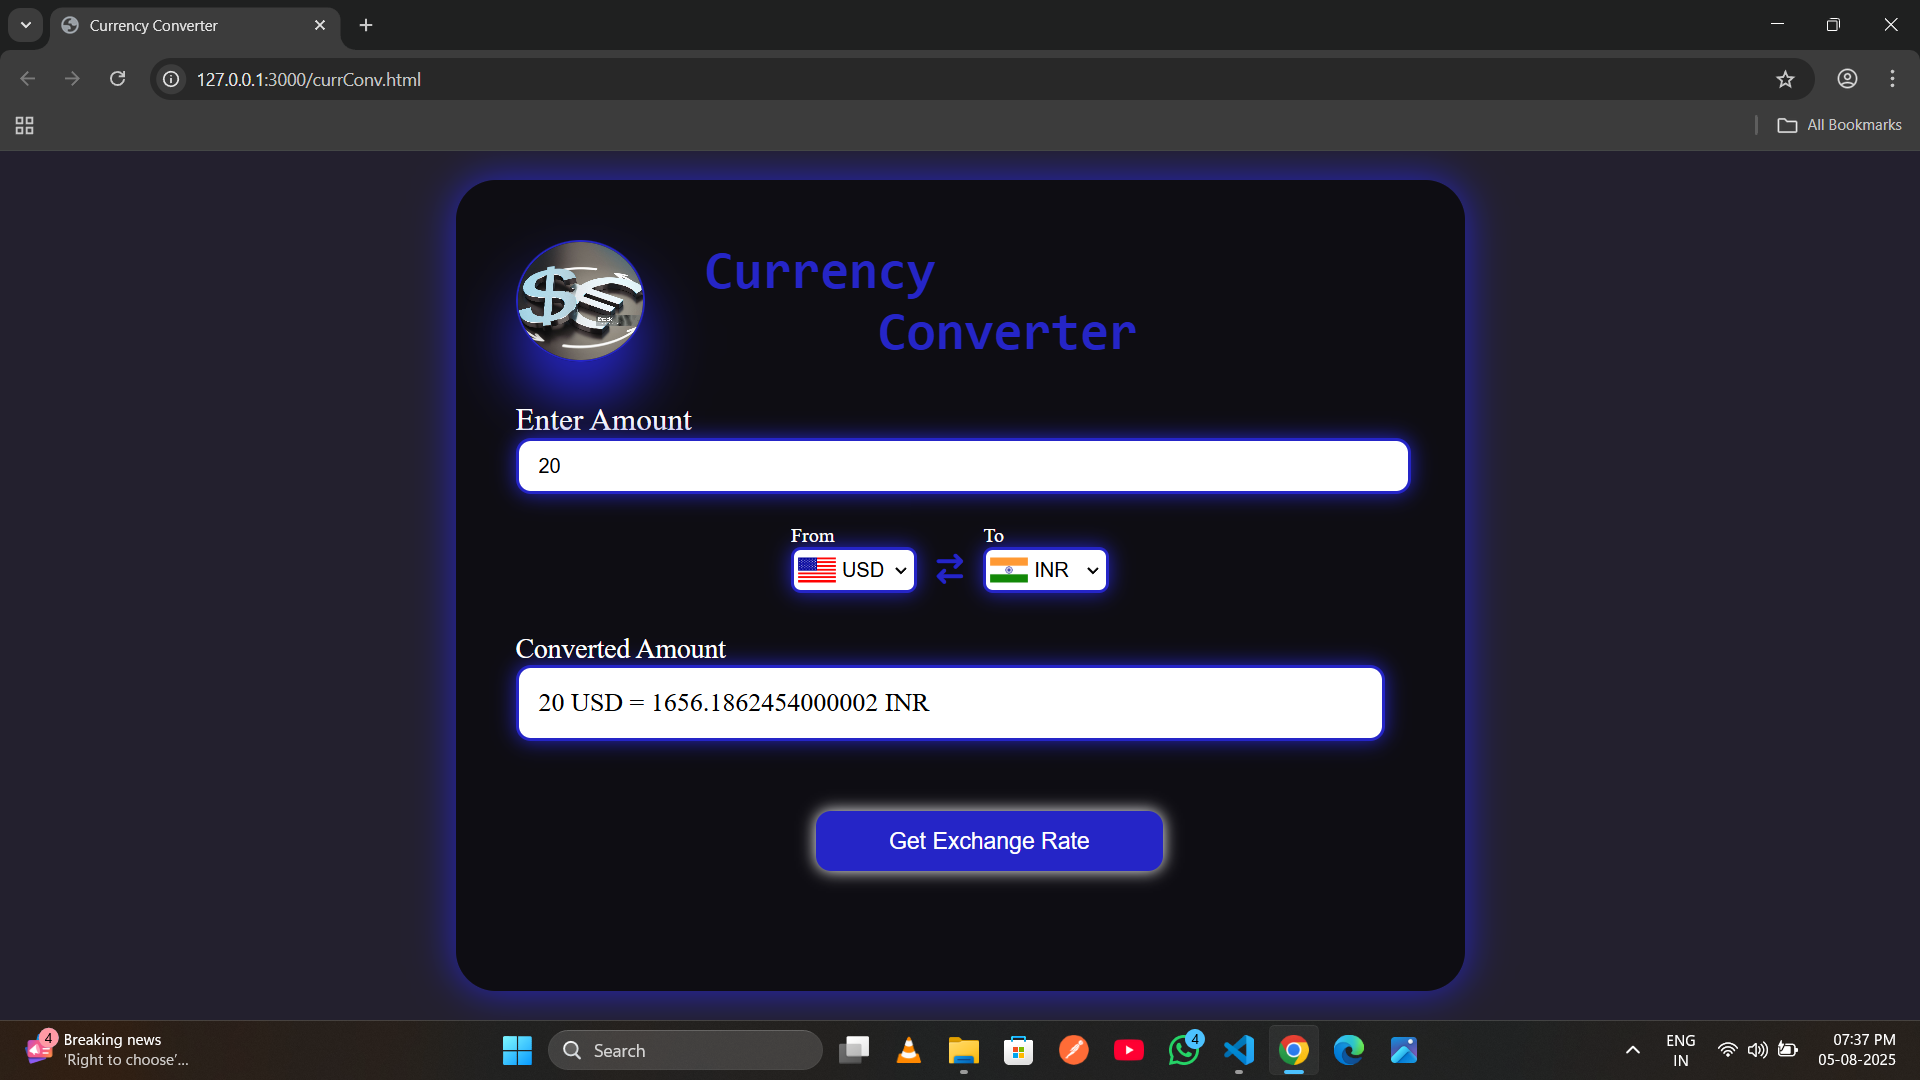 Currency Converter
127.0.0.1:3000/currConv.html
All Bookmarks
Currency
Converter
Enter Amount
20
From
To
USD
INR
Converted Amount
20 USD = 1656.1862454000002 INR
Get Exchange Rate
4
Breaking news
'Right to choose'...
Search
4
ENG
IN
07:37 PM
05-08-2025